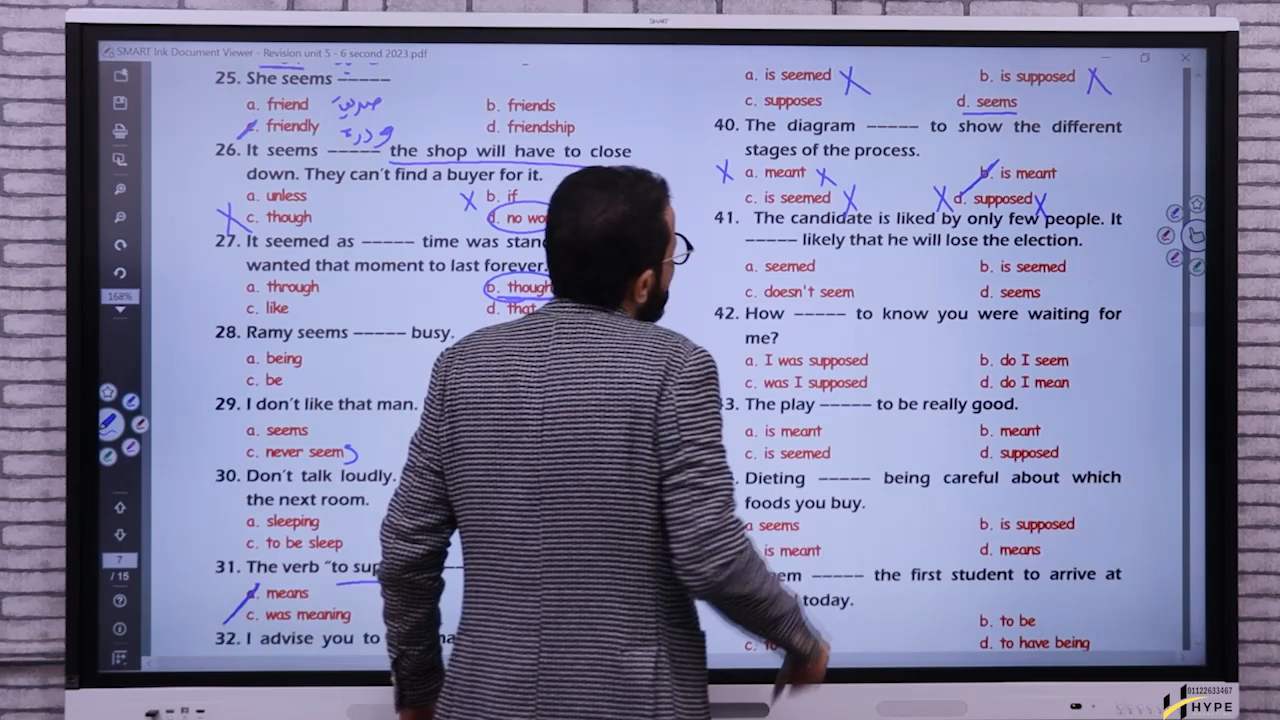 SMART
SMART Ink Document Viewer - Revision unit 5 - 6 second 2023.pdf
25. She seems -----
a. friend صديق
b. friends
c. friendly ودودة
d. friendship
26. It seems ----- the shop will have to close
down. They can't find a buyer for it.
a. unless
X b. if
X c. though
d. no wo
27. It seemed as ----- time was stan
wanted that moment to last forever.
a. through
b. though
c. like
d. that
28. Ramy seems ----- busy.
a. being
c. be
29. I don't like that man.
a. seems
c. never seems
30. Don't talk loudly.
the next room.
a. sleeping
c. to be sleep
31. The verb "to sup
a. means
c. was meaning
32. I advise you to
a. is seemed X
b. is supposed X
c. supposes
d. seems
40. The diagram ----- to show the different
stages of the process.
X a. meant X
b. is meant
c. is seemed X
X d. supposed X
41. The candidate is liked by only few people. It
----- likely that he will lose the election.
a. seemed
b. is seemed
c. doesn't seem
d. seems
42. How ----- to know you were waiting for
me?
a. I was supposed
b. do I seem
c. was I supposed
d. do I mean
43. The play ----- to be really good.
a. is meant
b. meant
c. is seemed
d. supposed
Dieting ----- being careful about which
foods you buy.
a seems
b. is supposed
is meant
d. means
em ----- the first student to arrive at
today.
b. to be
c. to
d. to have being
168%
7
/ 15
01122633467
HYPE